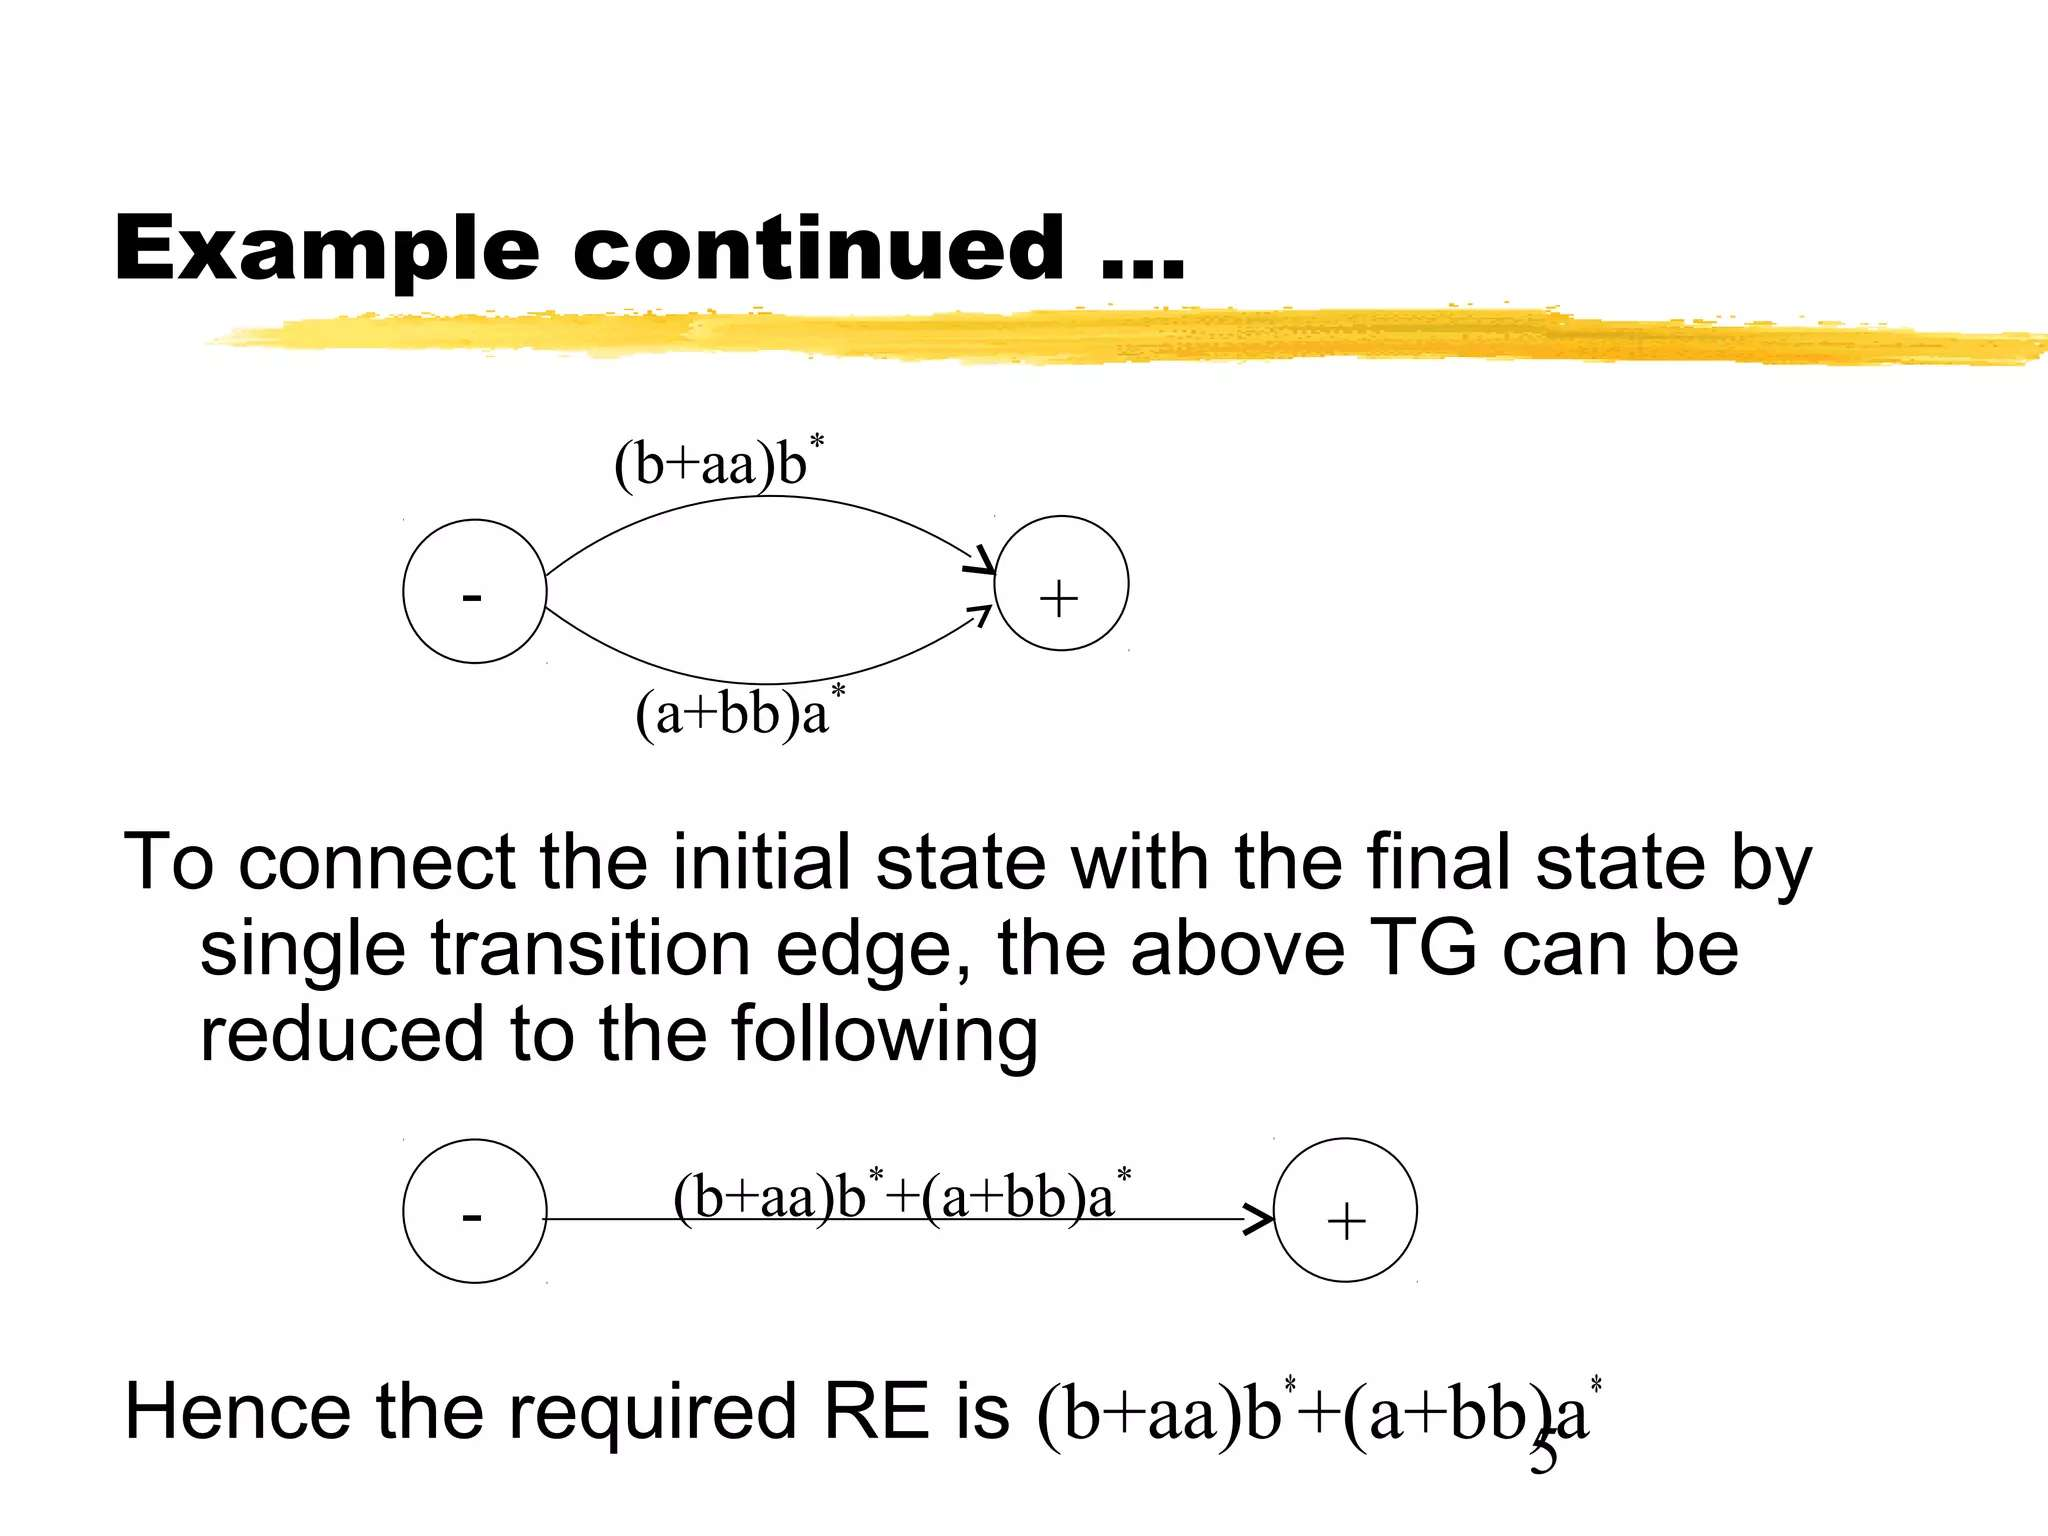 Example continued ...
(b+aa)b*
- +
(a+bb)a*
To connect the initial state with the final state by
single transition edge, the above TG can be
reduced to the following
(b+aa)b*+(a+bb)a*
- +
Hence the required RE is (b+aa)b*+(a+bb)a*
5